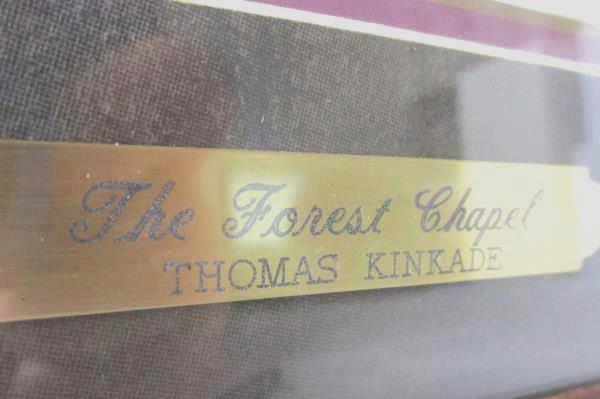 The Forest Chapel
THOMAS KINKADE